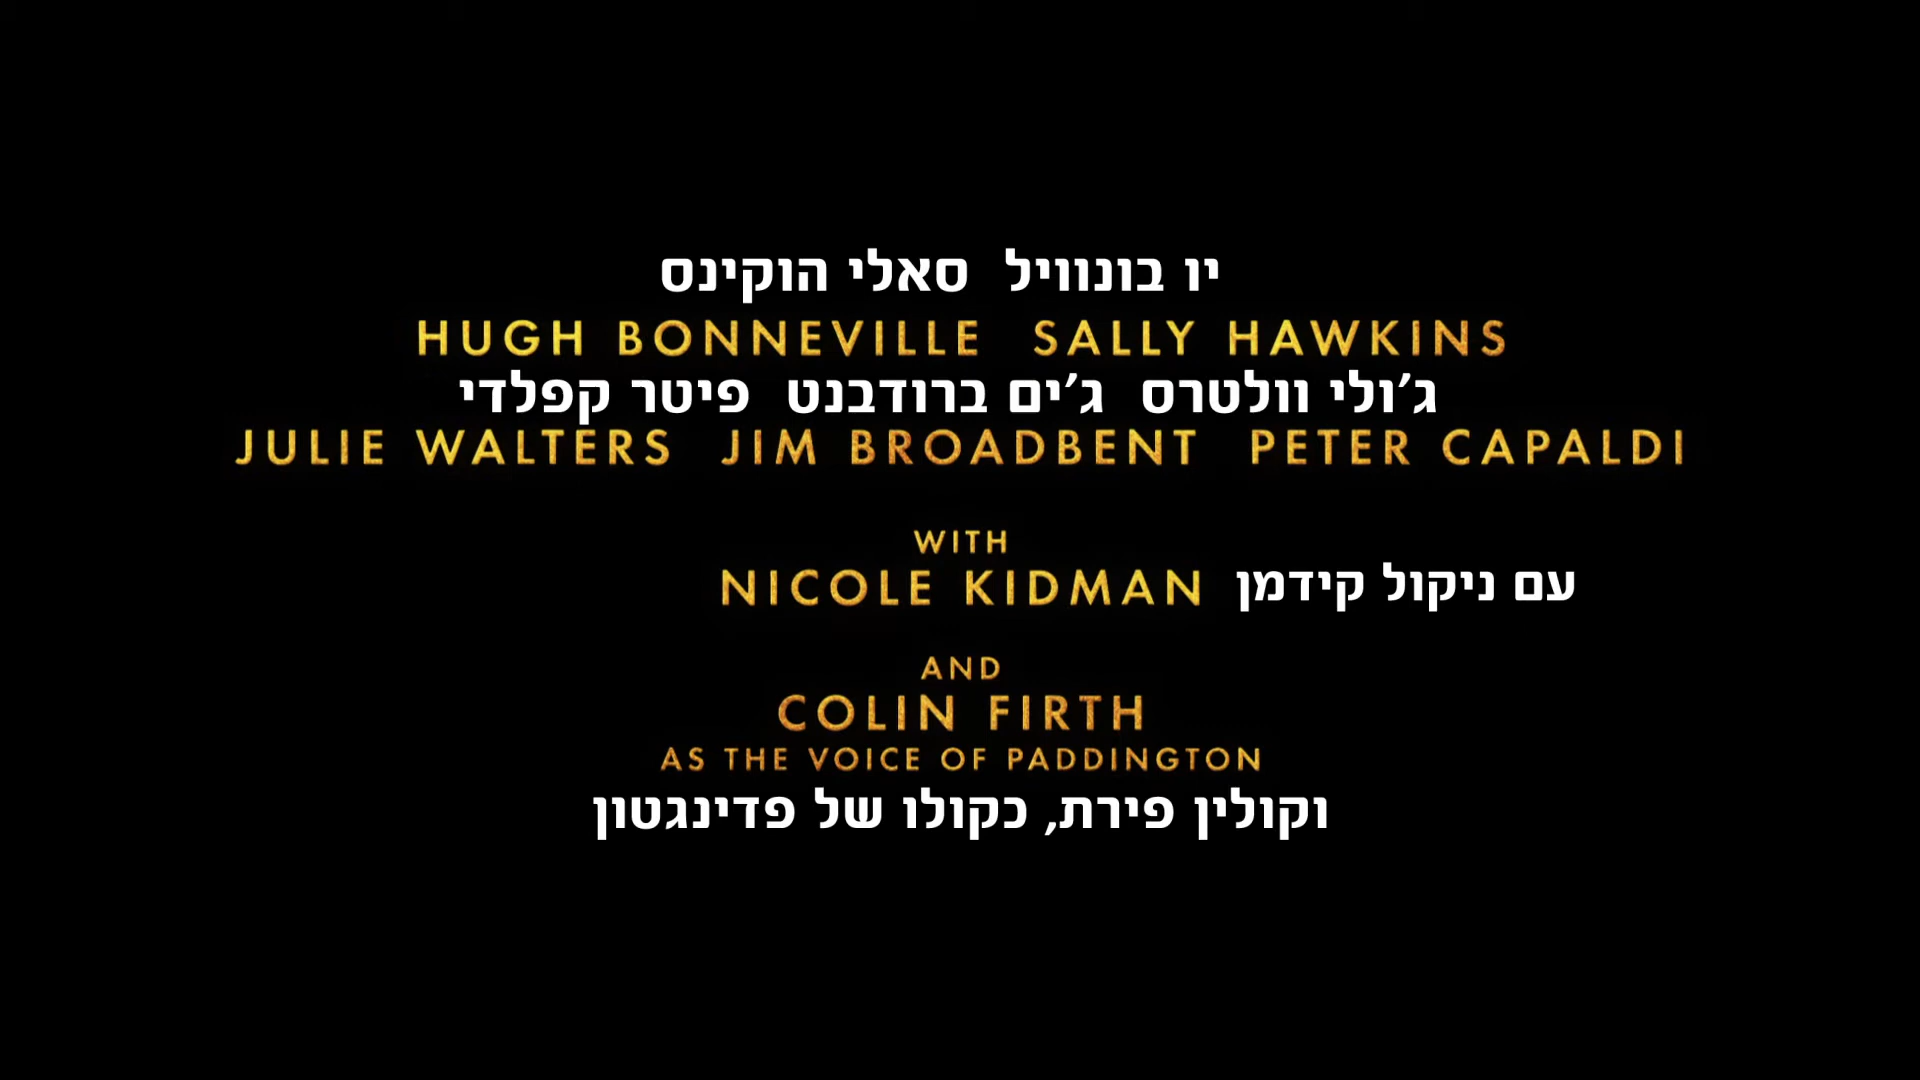 יו בונוויל  סאלי הוקינס
HUGH BONNEVILLE  SALLY HAWKINS
ג'ולי וולטרס  ג'ים ברודבנט  פיטר קפלדי
JULIE WALTERS  JIM BROADBENT  PETER CAPALDI
WITH
NICOLE KIDMAN עם ניקול קידמן
AND
COLIN FIRTH
AS THE VOICE OF PADDINGTON
וקולין פירת, כקולו של פדינגטון